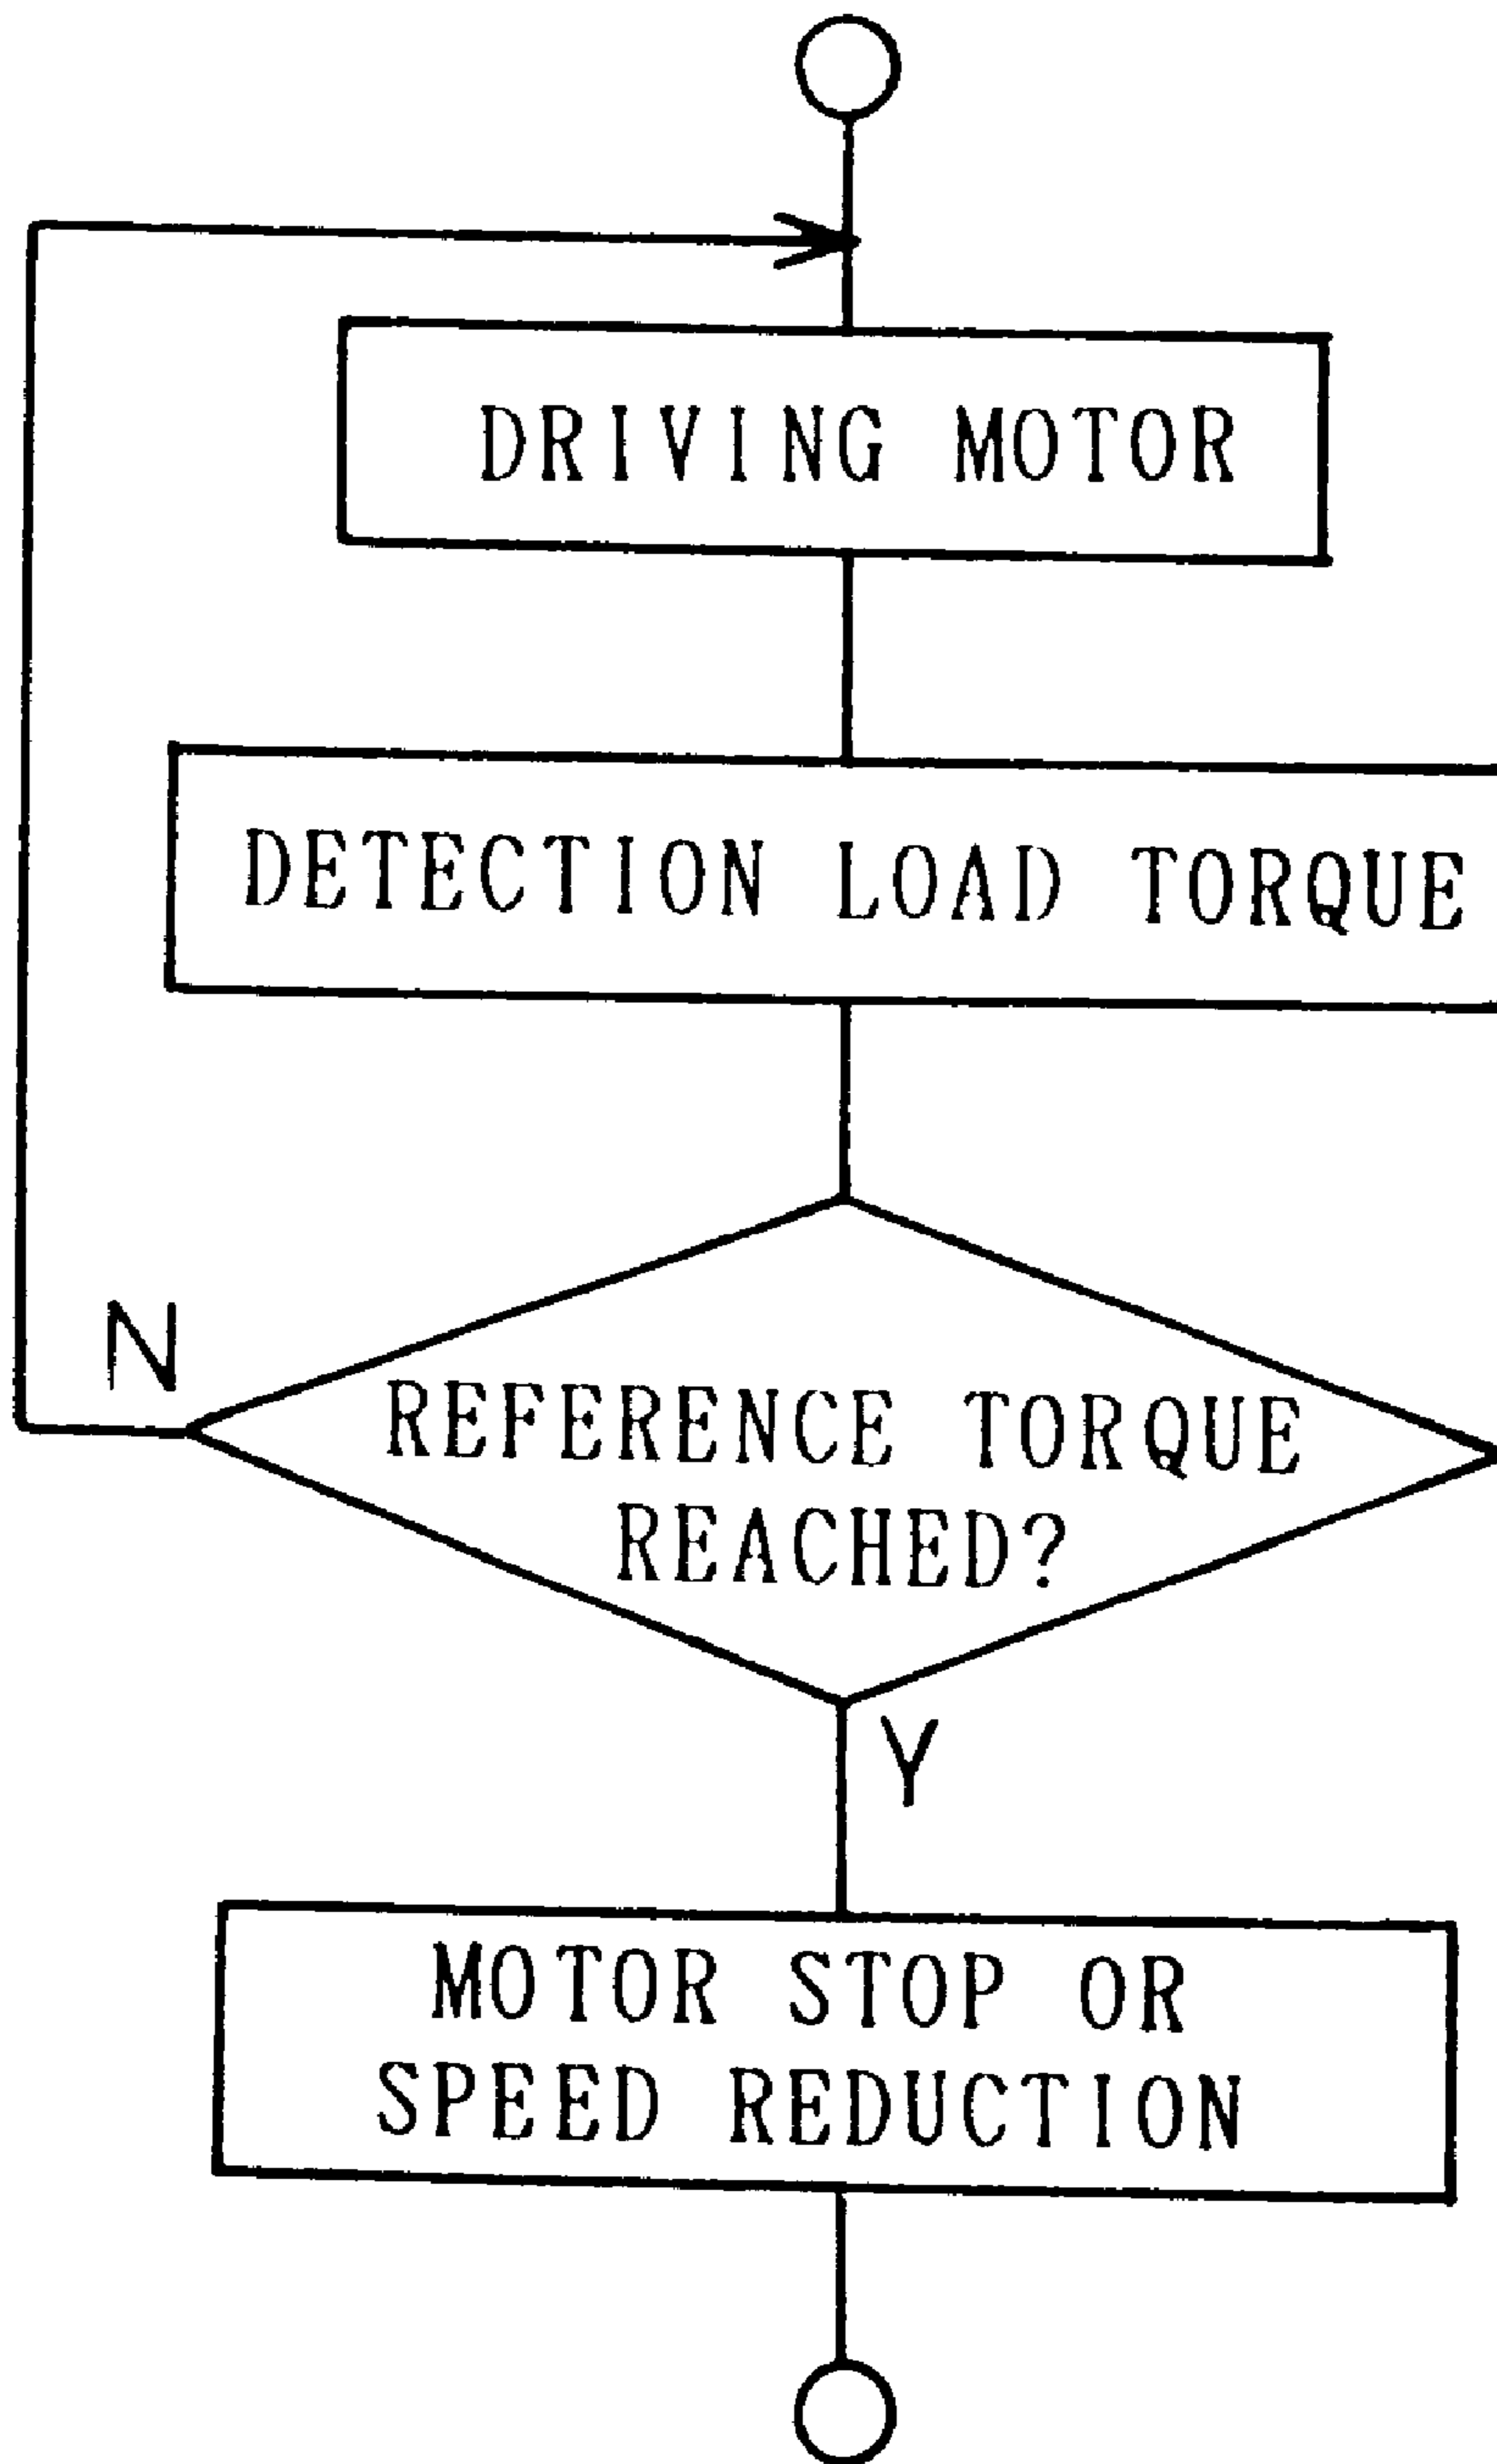 DRIVING MOTOR
DETECTION LOAD TORQUE
N
REFERENCE TORQUE
REACHED?
Y
MOTOR STOP OR
SPEED REDUCTION